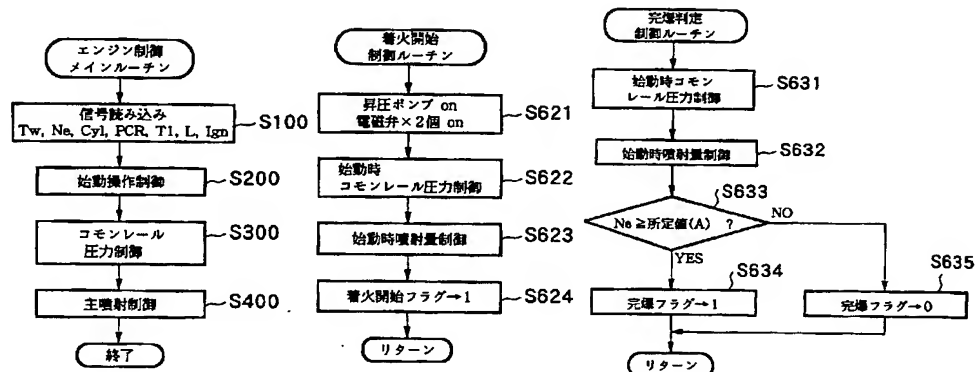 エンジン制御
メインルーチン
信号読み込み
Tw, Ne, Cyl, PCR, T1, L, Ign
S100
始動操作制御
S200
コモンレール
圧力制御
S300
主噴射制御
S400
終了
着火開始
制御ルーチン
昇圧ポンプ on
電磁弁×2個 on
S621
始動時
コモンレール圧力制御
S622
始動時噴射量制御
S623
着火開始フラグ→1
S624
リターン
完爆判定
制御ルーチン
始動時コモン
レール圧力制御
S631
始動時噴射量制御
S632
S633
Ne≧所定値(A) ?
NO
YES
S634
完爆フラグ→1
S635
完爆フラグ→0
リターン